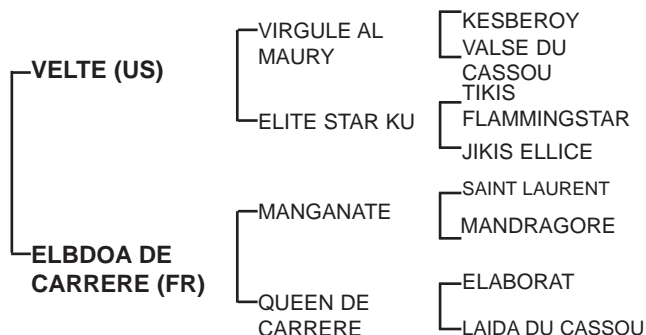 VELTE (US)
ELBDOA DE
CARRERE (FR)
VIRGULE AL
MAURY
ELITE STAR KU
MANGANATE
QUEEN DE
CARRERE
KESBEROY
VALSE DU
CASSOU
TIKIS
FLAMMINGSTAR
JIKIS ELLICE
SAINT LAURENT
MANDRAGORE
ELABORAT
LAIDA DU CASSOU